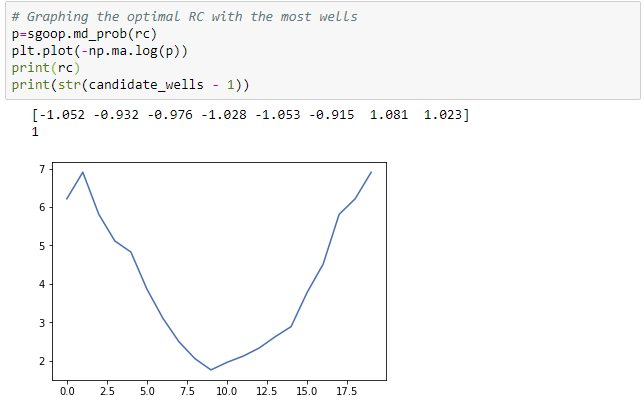 # Graphing the optimal RC with the most wells
p=sgoop.md_prob(rc)
plt.plot(-np.ma.log(p))
print(rc)
print(str(candidate_wells - 1))
[-1.052 -0.932 -0.976 -1.028 -1.053 -0.915  1.081  1.023]
1
7
6
5
4
3
2
0.0 2.5 5.0 7.5 10.0 12.5 15.0 17.5